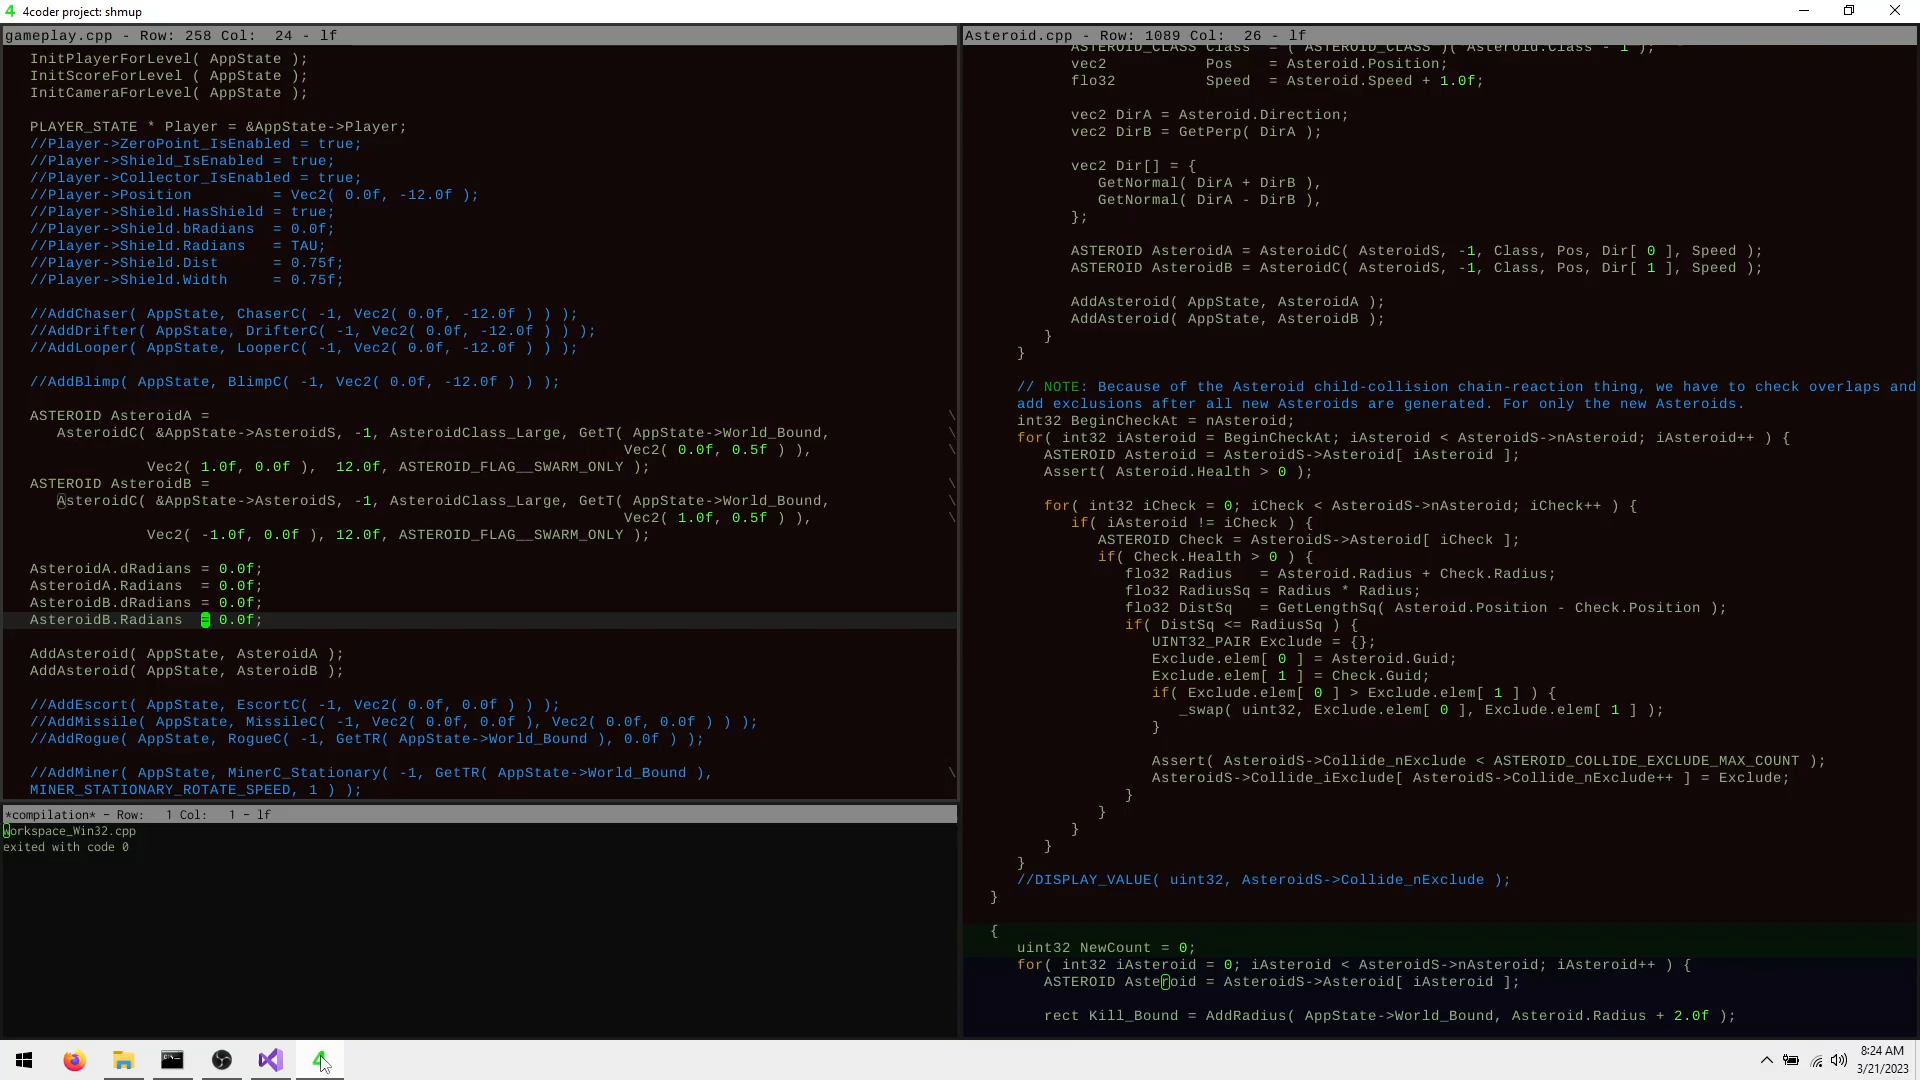 4 4coder project: shmup
gameplay.cpp - Row: 258 Col:  24 - lf
InitPlayerForLevel( AppState );
InitScoreForLevel ( AppState );
InitCameraForLevel( AppState );
PLAYER_STATE * Player = &AppState->Player;
//Player->ZeroPoint_IsEnabled = true;
//Player->Shield_IsEnabled = true;
//Player->Collector_IsEnabled = true;
//Player->Position         = Vec2( 0.0f, -12.0f );
//Player->Shield.HasShield = true;
//Player->Shield.bRadians  = 0.0f;
//Player->Shield.Radians   = TAU;
//Player->Shield.Dist      = 0.75f;
//Player->Shield.Width     = 0.75f;
//AddChaser( AppState, ChaserC( -1, Vec2( 0.0f, -12.0f ) ) );
//AddDrifter( AppState, DrifterC( -1, Vec2( 0.0f, -12.0f ) ) );
//AddLooper( AppState, LooperC( -1, Vec2( 0.0f, -12.0f ) ) );
//AddBlimp( AppState, BlimpC( -1, Vec2( 0.0f, -12.0f ) ) );
ASTEROID AsteroidA = \
AsteroidC( &AppState->AsteroidS, -1, AsteroidClass_Large, GetT( AppState->World_Bound, \
Vec2( 0.0f, 0.5f ) ), \
Vec2( 1.0f, 0.0f ),  12.0f, ASTEROID_FLAG__SWARM_ONLY );
ASTEROID AsteroidB = \
AsteroidC( &AppState->AsteroidS, -1, AsteroidClass_Large, GetT( AppState->World_Bound, \
Vec2( 1.0f, 0.5f ) ), \
Vec2( -1.0f, 0.0f ), 12.0f, ASTEROID_FLAG__SWARM_ONLY );
AsteroidA.dRadians = 0.0f;
AsteroidA.Radians  = 0.0f;
AsteroidB.dRadians = 0.0f;
AsteroidB.Radians  = 0.0f;
AddAsteroid( AppState, AsteroidA );
AddAsteroid( AppState, AsteroidB );
//AddEscort( AppState, EscortC( -1, Vec2( 0.0f, 0.0f ) ) );
//AddMissile( AppState, MissileC( -1, Vec2( 0.0f, 0.0f ), Vec2( 0.0f, 0.0f ) ) );
//AddRogue( AppState, RogueC( -1, GetTR( AppState->World_Bound ), 0.0f ) );
//AddMiner( AppState, MinerC_Stationary( -1, GetTR( AppState->World_Bound ), \
MINER_STATIONARY_ROTATE_SPEED, 1 ) );
*compilation* - Row:   1 Col:   1 - lf
workspace_Win32.cpp
exited with code 0
Asteroid.cpp - Row: 1089 Col:  26 - lf
ASTEROID_CLASS Class  = ( ASTEROID_CLASS )( Asteroid.Class - 1 );
vec2           Pos    = Asteroid.Position;
flo32          Speed  = Asteroid.Speed + 1.0f;
vec2 DirA = Asteroid.Direction;
vec2 DirB = GetPerp( DirA );
vec2 Dir[] = {
GetNormal( DirA + DirB ),
GetNormal( DirA - DirB ),
};
ASTEROID AsteroidA = AsteroidC( AsteroidS, -1, Class, Pos, Dir[ 0 ], Speed );
ASTEROID AsteroidB = AsteroidC( AsteroidS, -1, Class, Pos, Dir[ 1 ], Speed );
AddAsteroid( AppState, AsteroidA );
AddAsteroid( AppState, AsteroidB );
}
}
// NOTE: Because of the Asteroid child-collision chain-reaction thing, we have to check overlaps and
add exclusions after all new Asteroids are generated. For only the new Asteroids.
int32 BeginCheckAt = nAsteroid;
for( int32 iAsteroid = BeginCheckAt; iAsteroid < AsteroidS->nAsteroid; iAsteroid++ ) {
ASTEROID Asteroid = AsteroidS->Asteroid[ iAsteroid ];
Assert( Asteroid.Health > 0 );
for( int32 iCheck = 0; iCheck < AsteroidS->nAsteroid; iCheck++ ) {
if( iAsteroid != iCheck ) {
ASTEROID Check = AsteroidS->Asteroid[ iCheck ];
if( Check.Health > 0 ) {
flo32 Radius   = Asteroid.Radius + Check.Radius;
flo32 RadiusSq = Radius * Radius;
flo32 DistSq   = GetLengthSq( Asteroid.Position - Check.Position );
if( DistSq <= RadiusSq ) {
UINT32_PAIR Exclude = {};
Exclude.elem[ 0 ] = Asteroid.Guid;
Exclude.elem[ 1 ] = Check.Guid;
if( Exclude.elem[ 0 ] > Exclude.elem[ 1 ] ) {
_swap( uint32, Exclude.elem[ 0 ], Exclude.elem[ 1 ] );
}
Assert( AsteroidS->Collide_nExclude < ASTEROID_COLLIDE_EXCLUDE_MAX_COUNT );
AsteroidS->Collide_iExclude[ AsteroidS->Collide_nExclude++ ] = Exclude;
}
}
}
}
}
//DISPLAY_VALUE( uint32, AsteroidS->Collide_nExclude );
}
{
uint32 NewCount = 0;
for( int32 iAsteroid = 0; iAsteroid < AsteroidS->nAsteroid; iAsteroid++ ) {
ASTEROID Asteroid = AsteroidS->Asteroid[ iAsteroid ];
rect Kill_Bound = AddRadius( AppState->World_Bound, Asteroid.Radius + 2.0f );
8:24 AM
3/21/2023